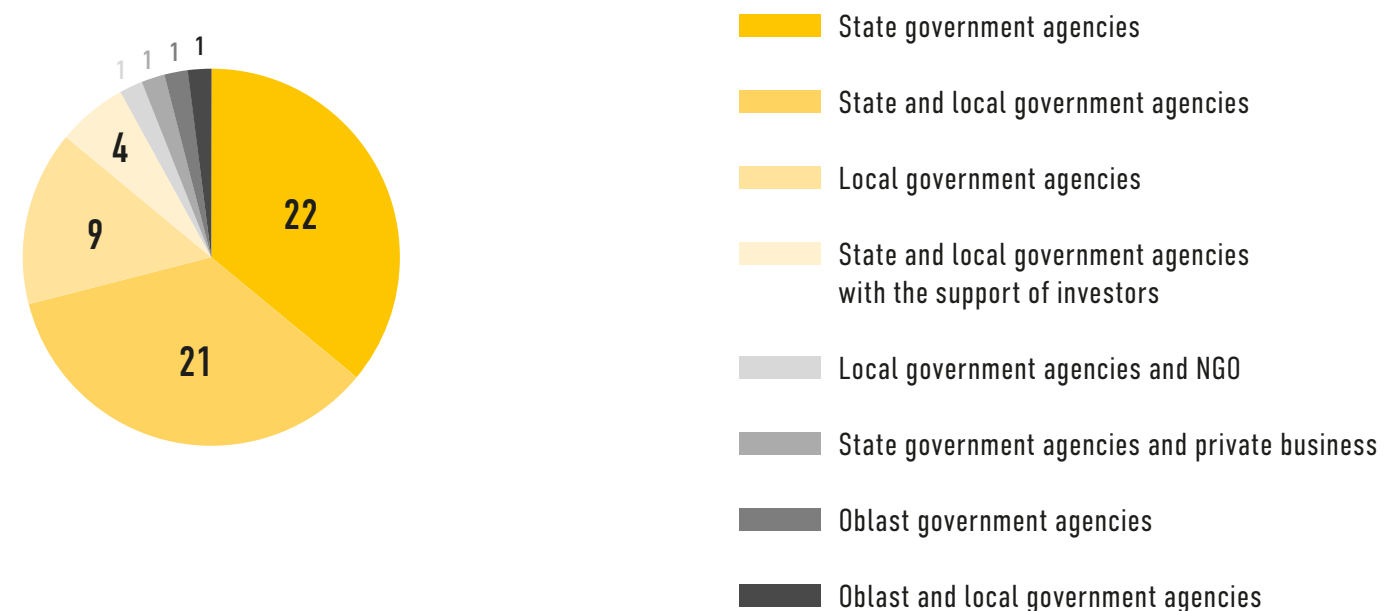 1
1
1
1
22
4
9
21
State government agencies
State and local government agencies
Local government agencies
State and local government agencies
with the support of investors
Local government agencies and NGO
State government agencies and private business
Oblast government agencies
Oblast and local government agencies